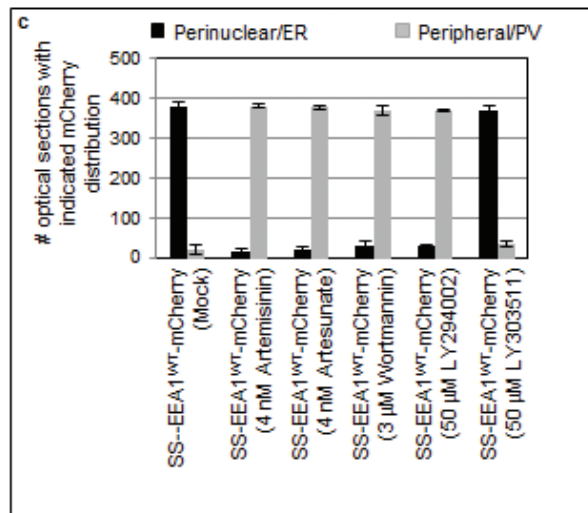 c
Perinuclear/ER
Peripheral/PV
# optical sections with
indicated mCherry
distribution
500
400
300
200
100
0
SS--EEA1WT-mCherry
(Mock)
SS-EEA1WT-mCherry
(4 nM Artemisinin)
SS-EEA1WT-mCherry
(4 nM Artesunate)
SS-EEA1WT-mCherry
(3 µM Wortmannin)
SS-EEA1WT-mCherry
(50 µM LY294002)
SS-EEA1WT-mCherry
(50 µM LY303511)